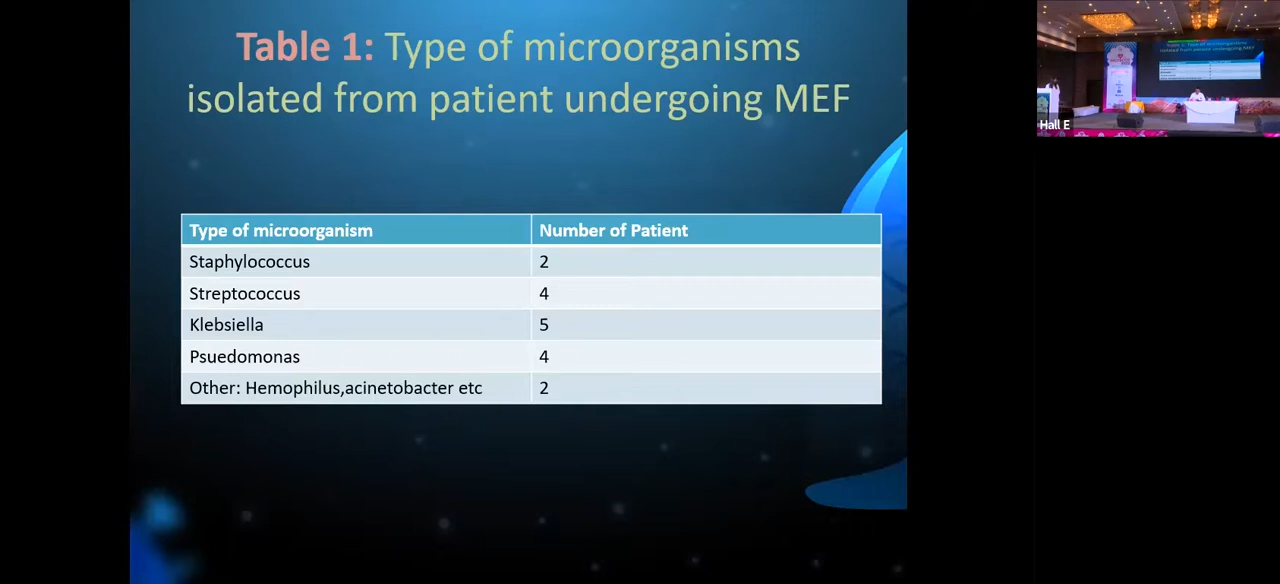 Table 1: Type of microorganisms
isolated from patient undergoing MEF
Type of microorganism Number of Patient
Staphylococcus 2
Streptococcus 4
Klebsiella 5
Psuedomonas 4
Other: Hemophilus,acinetobacter etc 2
Hall E